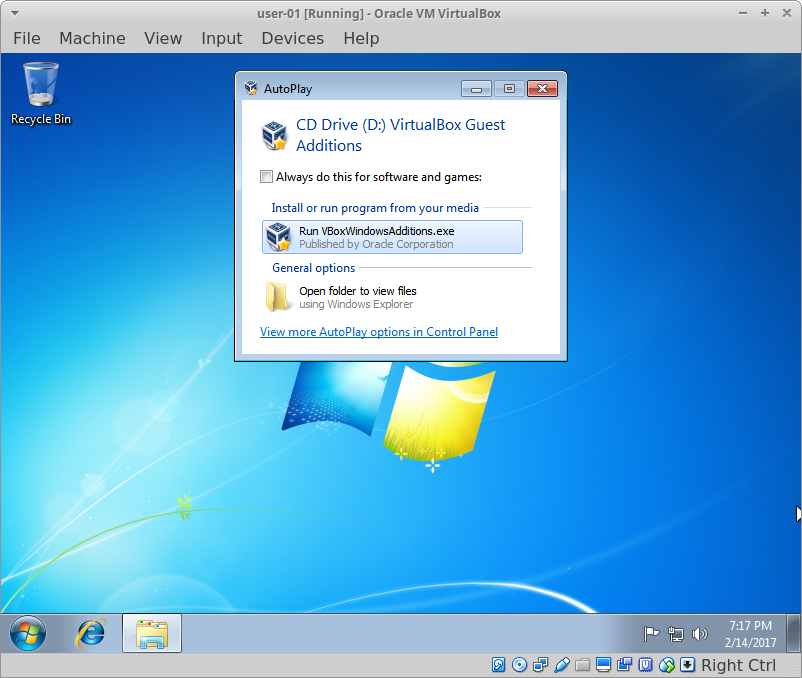 user-01 [Running] - Oracle VM VirtualBox
File Machine View Input Devices Help
Recycle Bin
AutoPlay
CD Drive (D:) VirtualBox Guest
Additions
Always do this for software and games:
Install or run program from your media
Run VBoxWindowsAdditions.exe
Published by Oracle Corporation
General options
Open folder to view files
using Windows Explorer
View more AutoPlay options in Control Panel
7:17 PM
2/14/2017
Right Ctrl